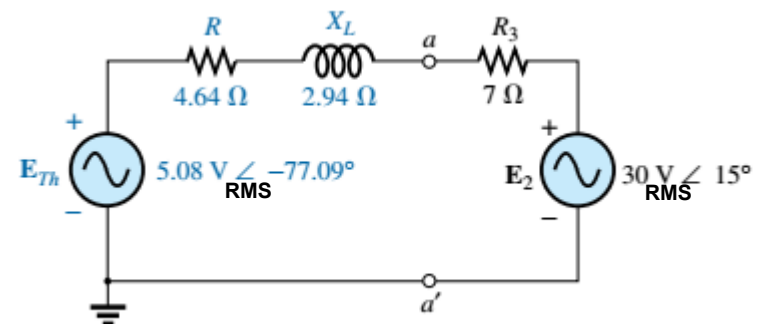 R X_L a R_3
4.64 Ω 2.94 Ω 7 Ω
+ +
E_Th 5.08 V ∠ −77.09° E_2 30 V ∠ 15°
RMS RMS
− −
a′